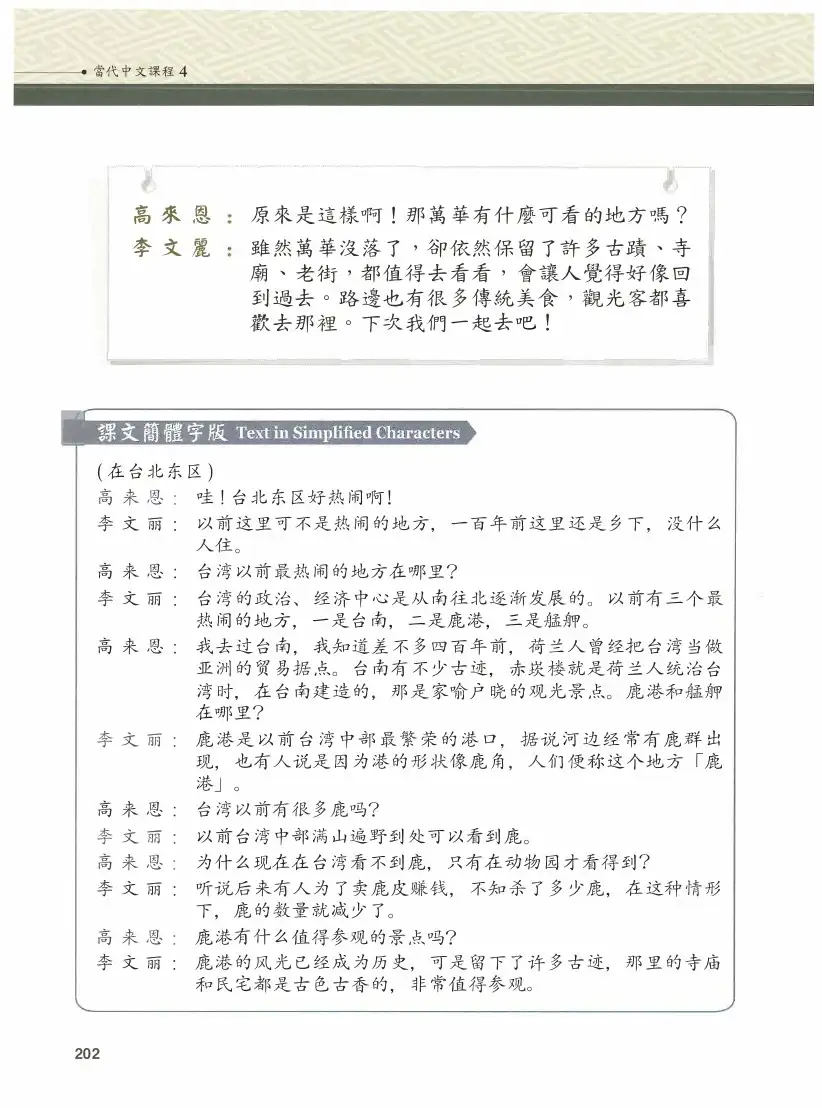 當代中文課程 4
高來恩：原來是這樣啊！那萬華有什麼可看的地方嗎？
李文麗：雖然萬華沒落了，卻依然保留了許多古蹟、寺
廟、老街，都值得去看看，會讓人覺得好像回
到過去。路邊也有很多傳統美食，觀光客都喜
歡去那裡。下次我們一起去吧！
課文簡體字版 Text in Simplified Characters
(在台北东区)
高来恩：哇！台北东区好热闹啊！
李文丽：以前这里可不是热闹的地方，一百年前这里还是乡下，没什么
人住。
高来恩：台湾以前最热闹的地方在哪里？
李文丽：台湾的政治、经济中心是从南往北逐渐发展的。以前有三个最
热闹的地方，一是台南，二是鹿港，三是艋舺。
高来恩：我去过台南，我知道差不多四百年前，荷兰人曾经把台湾当做
亚洲的贸易据点。台南有不少古迹，赤崁楼就是荷兰人统治台
湾时，在台南建造的，那是家喻户晓的观光景点。鹿港和艋舺
在哪里？
李文丽：鹿港是以前台湾中部最繁荣的港口，据说河边经常有鹿群出
现，也有人说是因为港的形状像鹿角，人们便称这个地方「鹿
港」。
高来恩：台湾以前有很多鹿吗？
李文丽：以前台湾中部满山遍野到处可以看到鹿。
高来恩：为什么现在在台湾看不到鹿，只有在动物园才看得到？
李文丽：听说后来有人为了卖鹿皮赚钱，不知杀了多少鹿，在这种情形
下，鹿的数量就减少了。
高来恩：鹿港有什么值得参观的景点吗？
李文丽：鹿港的风光已经成为历史，可是留下了许多古迹，那里的寺庙
和民宅都是古色古香的，非常值得参观。
202